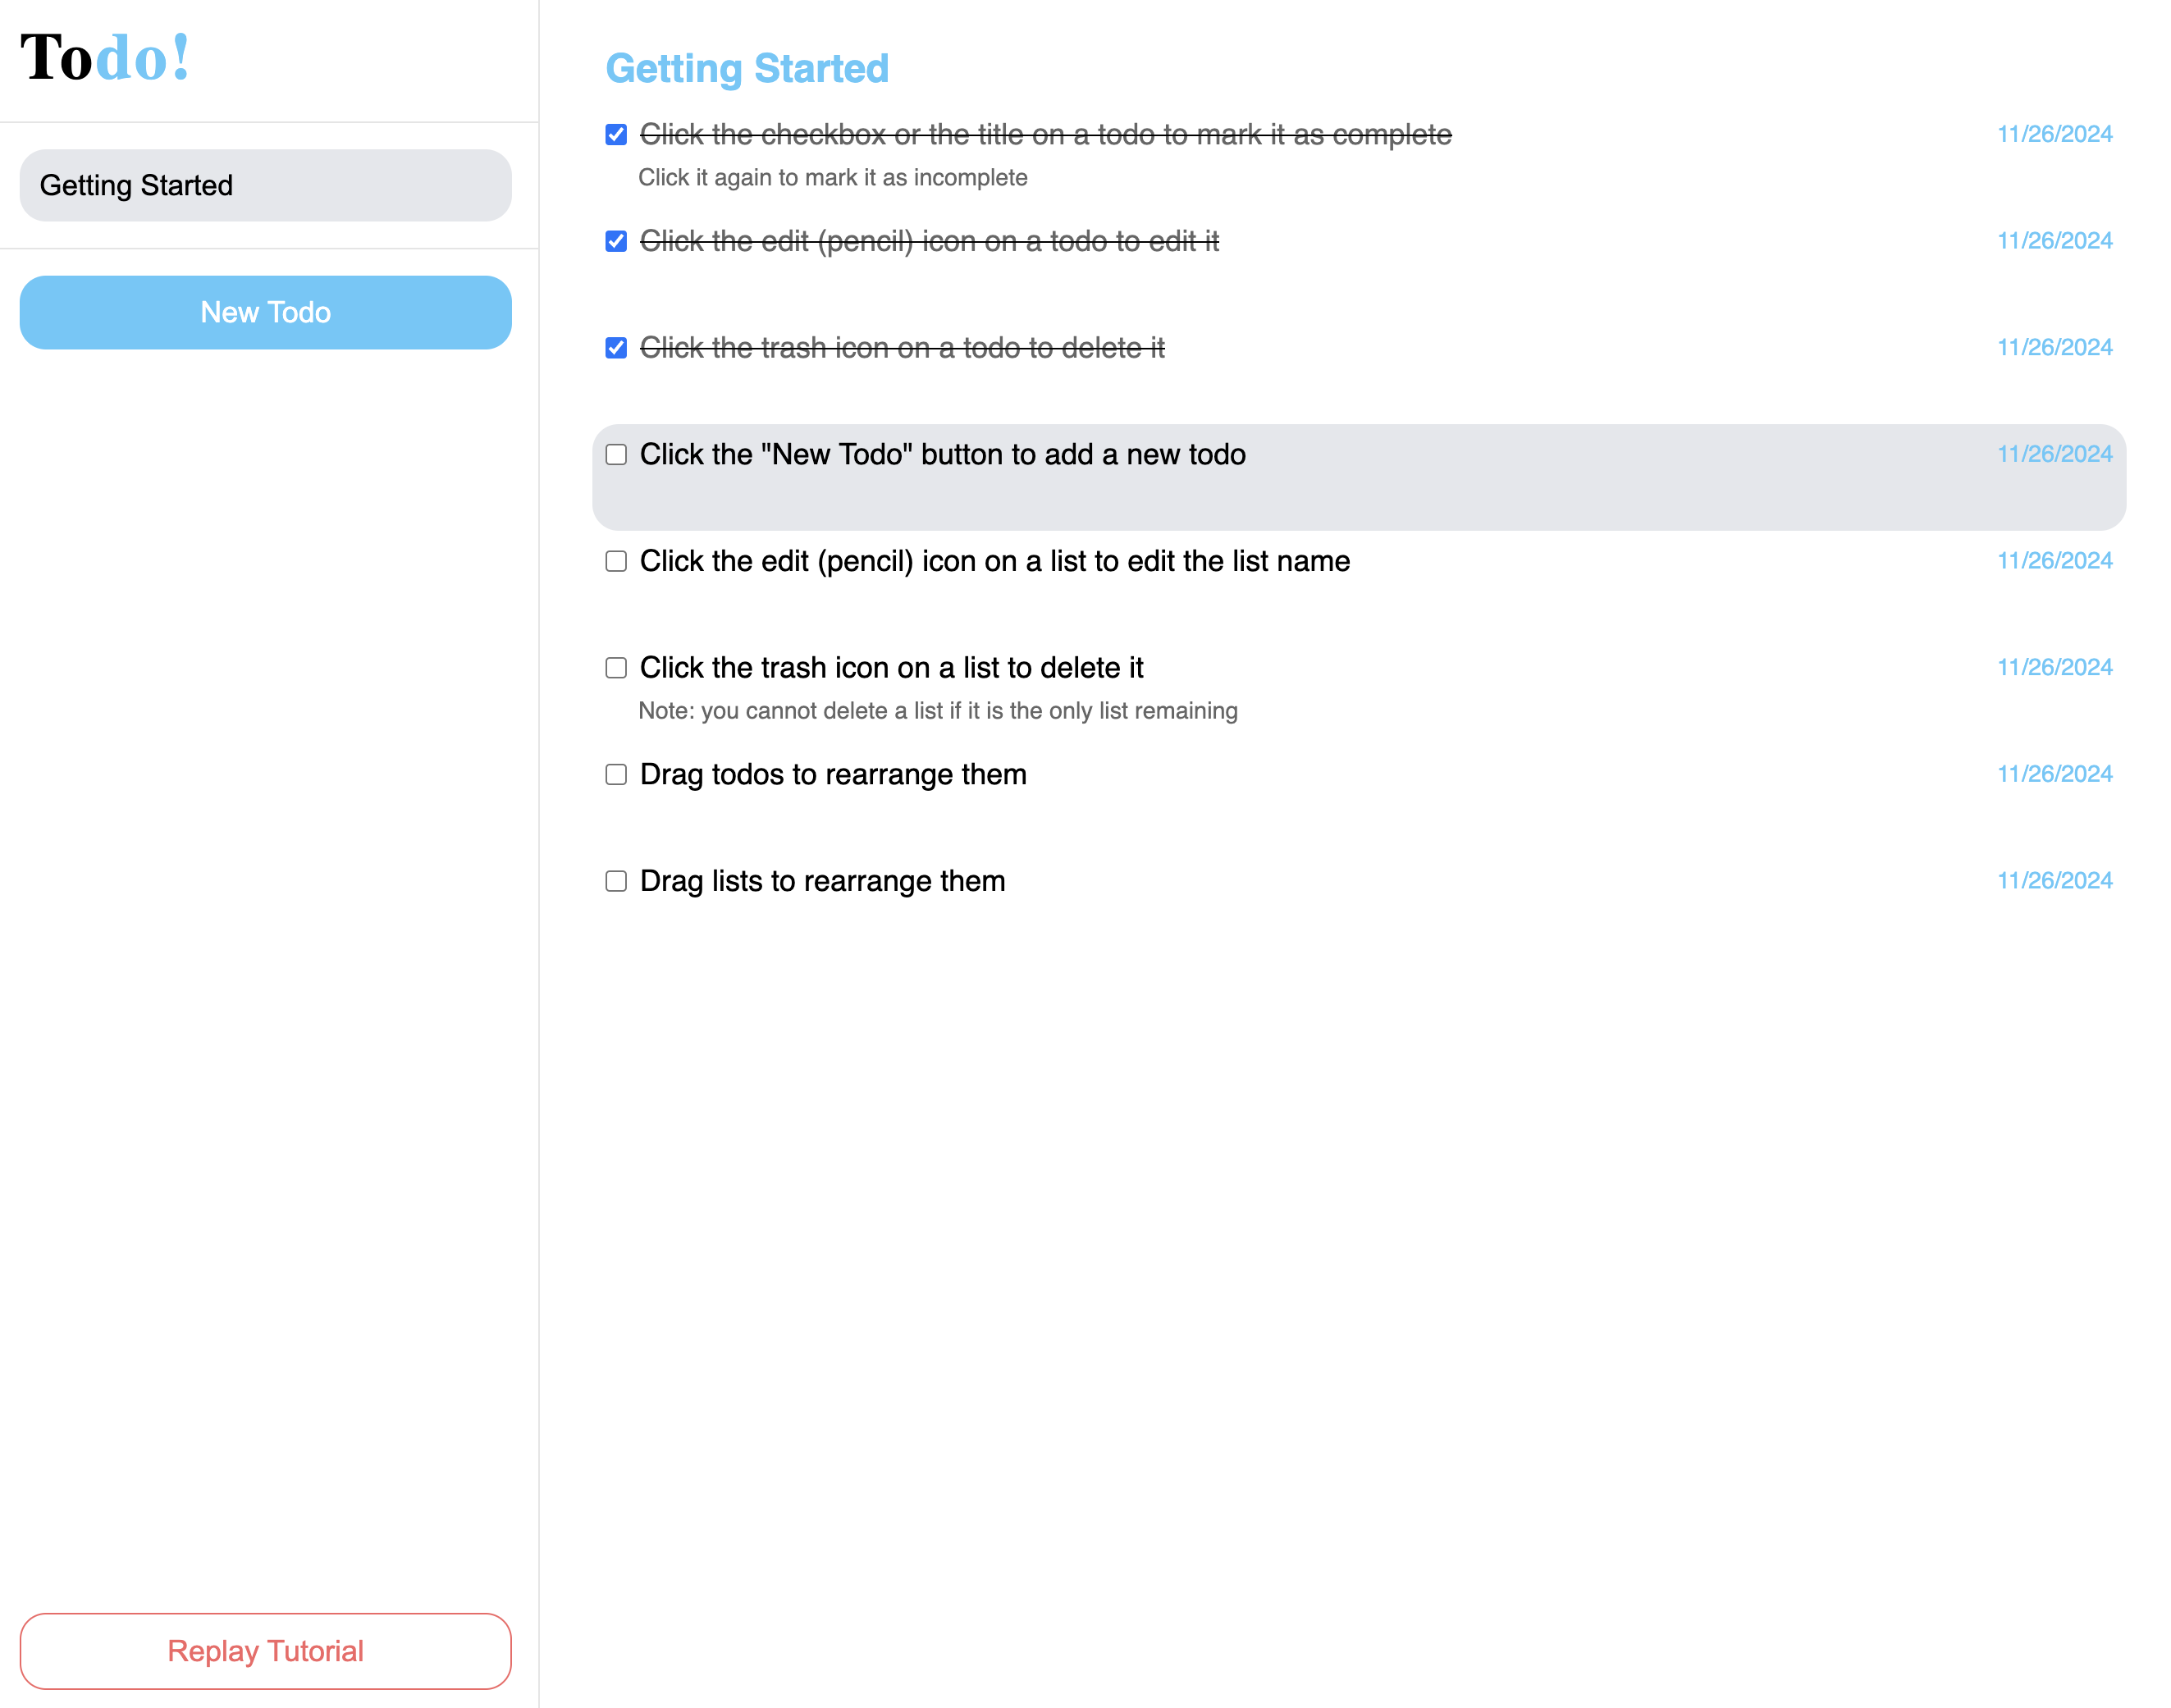 Todo!
Getting Started
New Todo
Replay Tutorial
Getting Started
Click the checkbox or the title on a todo to mark it as complete 11/26/2024
Click it again to mark it as incomplete
Click the edit (pencil) icon on a todo to edit it 11/26/2024
Click the trash icon on a todo to delete it 11/26/2024
Click the "New Todo" button to add a new todo 11/26/2024
Click the edit (pencil) icon on a list to edit the list name 11/26/2024
Click the trash icon on a list to delete it 11/26/2024
Note: you cannot delete a list if it is the only list remaining
Drag todos to rearrange them 11/26/2024
Drag lists to rearrange them 11/26/2024